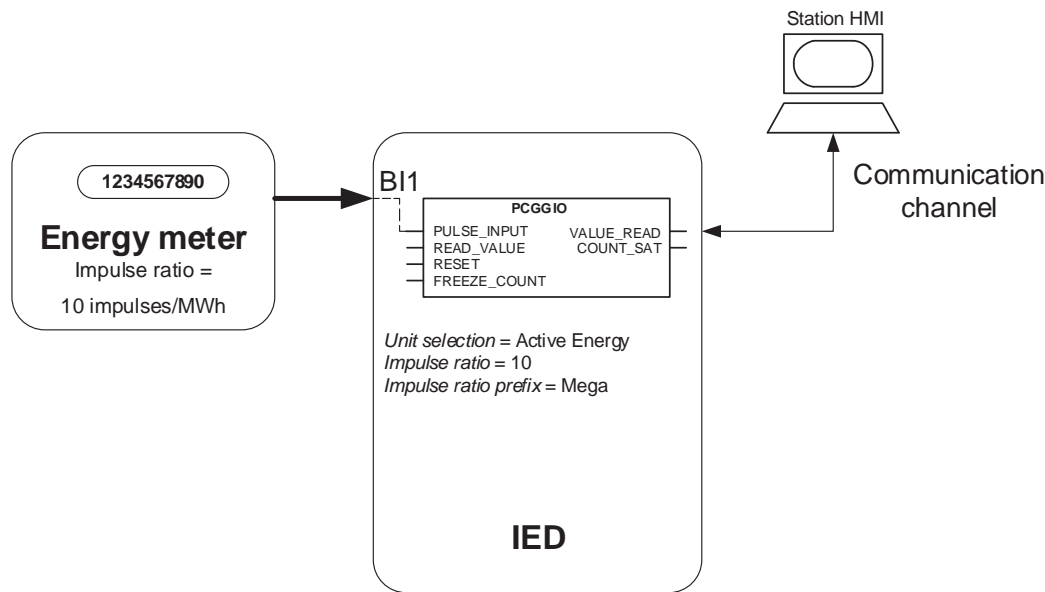 Station HMI
1234567890
Energy meter
Impulse ratio =
10 impulses/MWh
BI1
PCGGIO
PULSE_INPUT VALUE_READ
READ_VALUE COUNT_SAT
RESET
FREEZE_COUNT
Unit selection = Active Energy
Impulse ratio = 10
Impulse ratio prefix = Mega
IED
Communication
channel